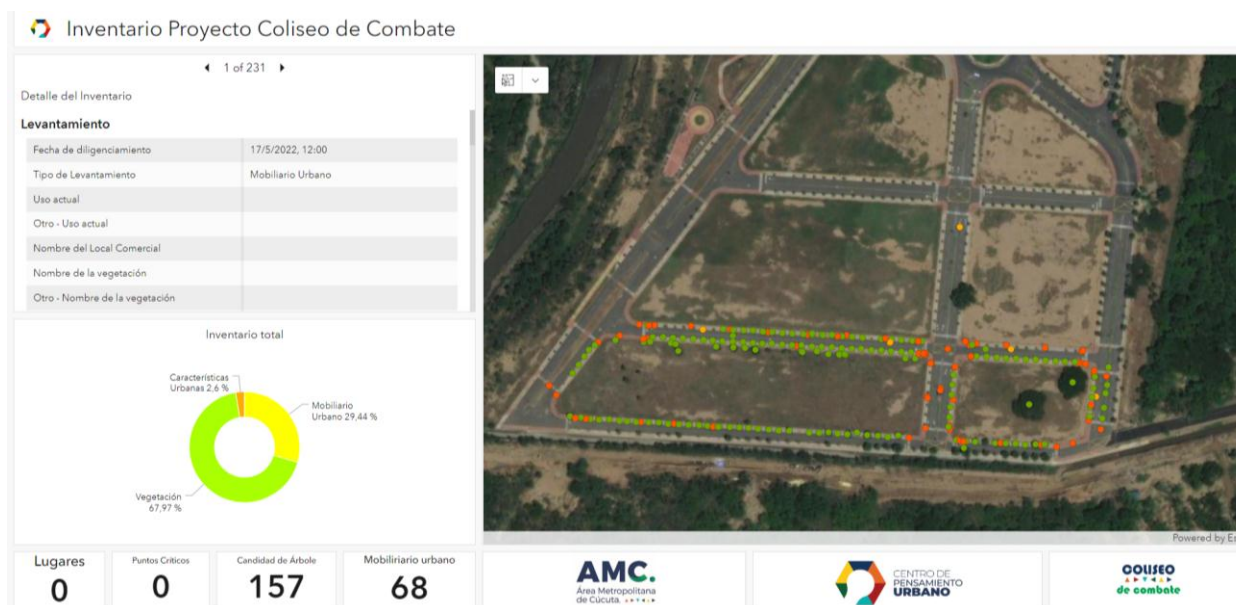 Inventario Proyecto Coliseo de Combate
1 of 231
Detalle del Inventario
Levantamiento
Fecha de diligenciamiento 17/5/2022, 12:00
Tipo de Levantamiento Mobiliario Urbano
Uso actual
Otro - Uso actual
Nombre del Local Comercial
Nombre de la vegetación
Otro - Nombre de la vegetación
Inventario total
Características
Urbanas 2,6 %
Mobiliario
Urbano 29,44 %
Vegetación
67,97 %
Powered by Es
Lugares
0
Puntos Críticos
0
Candidad de Árbole
157
Mobiliriario urbano
68
AMC.
Área Metropolitana
de Cúcuta.
CENTRO DE
PENSAMIENTO
URBANO
COLISEO
de combate